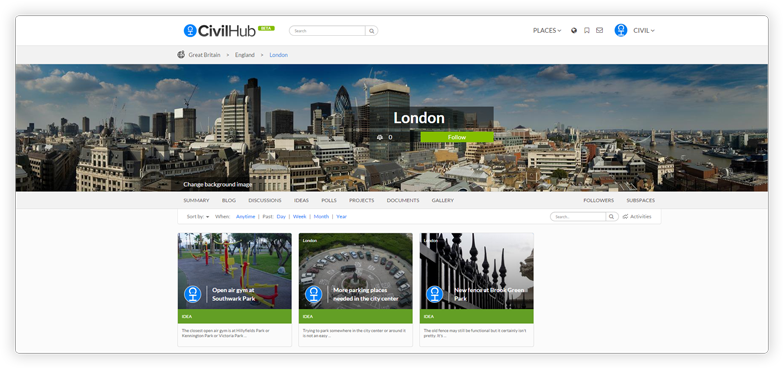 CivilHub BETA
Search
PLACES
CIVIL
Great Britain > England > London
London
0
Follow
Change background image
SUMMARY BLOG DISCUSSIONS IDEAS POLLS PROJECTS DOCUMENTS GALLERY FOLLOWERS SUBSPACES
Sort by: When: Anytime | Past: Day | Week | Month | Year
Search...
Activities
London
Open air gym at
Southwark Park
IDEA
The closest open air gym is at Hillyfields Park or
Kennington Park or Victoria Park ...
London
More parking places
needed in the city center
IDEA
Trying to park somewhere in the city center or around it
is not an easy ...
London
New fence at Brook Green
Park
IDEA
The old fence may still be functional but it certainly isn't
pretty. It's ...